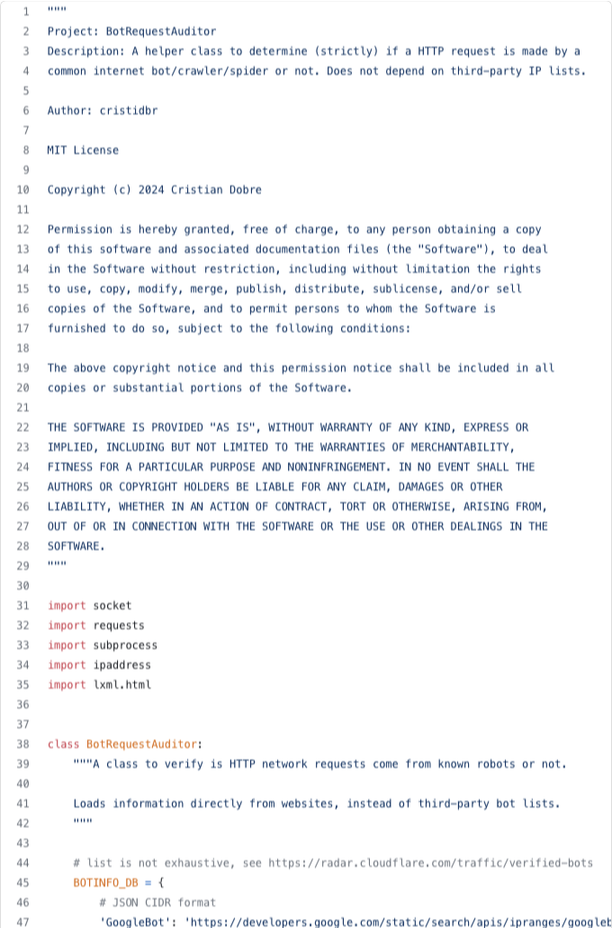 1 """
2 Project: BotRequestAuditor
3 Description: A helper class to determine (strictly) if a HTTP request is made by a
4 common internet bot/crawler/spider or not. Does not depend on third-party IP lists.
5
6 Author: cristidbr
7
8 MIT License
9
10 Copyright (c) 2024 Cristian Dobre
11
12 Permission is hereby granted, free of charge, to any person obtaining a copy
13 of this software and associated documentation files (the "Software"), to deal
14 in the Software without restriction, including without limitation the rights
15 to use, copy, modify, merge, publish, distribute, sublicense, and/or sell
16 copies of the Software, and to permit persons to whom the Software is
17 furnished to do so, subject to the following conditions:
18
19 The above copyright notice and this permission notice shall be included in all
20 copies or substantial portions of the Software.
21
22 THE SOFTWARE IS PROVIDED "AS IS", WITHOUT WARRANTY OF ANY KIND, EXPRESS OR
23 IMPLIED, INCLUDING BUT NOT LIMITED TO THE WARRANTIES OF MERCHANTABILITY,
24 FITNESS FOR A PARTICULAR PURPOSE AND NONINFRINGEMENT. IN NO EVENT SHALL THE
25 AUTHORS OR COPYRIGHT HOLDERS BE LIABLE FOR ANY CLAIM, DAMAGES OR OTHER
26 LIABILITY, WHETHER IN AN ACTION OF CONTRACT, TORT OR OTHERWISE, ARISING FROM,
27 OUT OF OR IN CONNECTION WITH THE SOFTWARE OR THE USE OR OTHER DEALINGS IN THE
28 SOFTWARE.
29 """
30
31 import socket
32 import requests
33 import subprocess
34 import ipaddress
35 import lxml.html
36
37
38 class BotRequestAuditor:
39     """A class to verify is HTTP network requests come from known robots or not.
40
41     Loads information directly from websites, instead of third-party bot lists.
42     """
43
44     # list is not exhaustive, see https://radar.cloudflare.com/traffic/verified-bots
45     BOTINFO_DB = {
46         # JSON CIDR format
47         'GoogleBot': 'https://developers.google.com/static/search/apis/ipranges/googleb